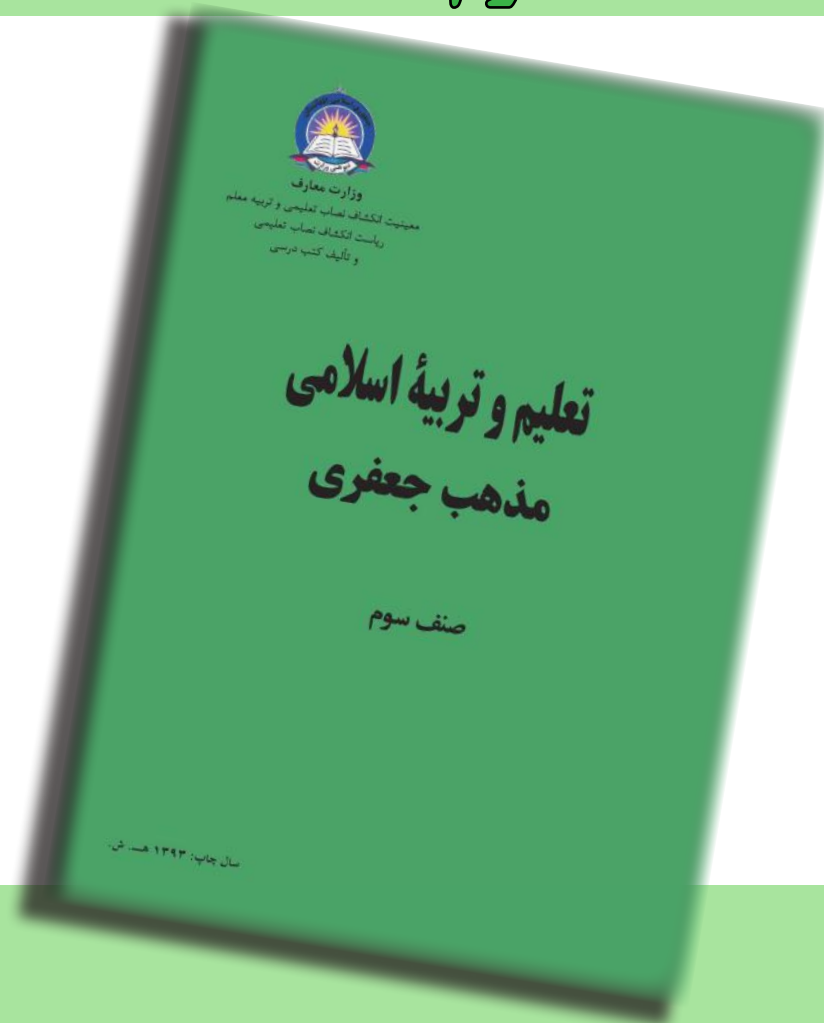 وزارت معارف
معینیت انکشاف نصاب تعلیمی و تربیه معلم
ریاست انکشاف نصاب تعلیمی
و تألیف کتب درسی
تعلیم و تربیۀ اسلامی
مذهب جعفری
صنف سوم
سال چاپ: ۱۳۹۳ هـ. ش.